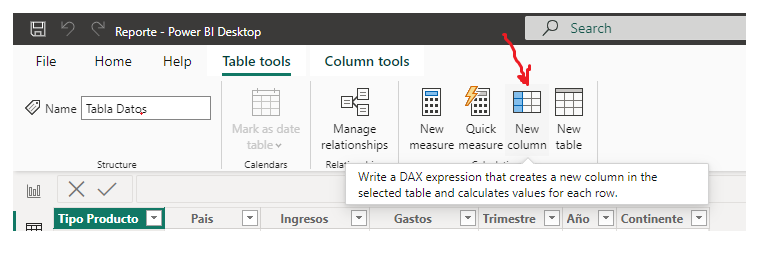 Reporte - Power BI Desktop
Search
File Home Help Table tools Column tools
Name Tabla Datos
Mark as date
table
Manage
relationships
New
measure
Quick
measure
New
column
New
table
Structure
Calendars
Write a DAX expression that creates a new column in the
selected table and calculates values for each row.
Tipo Producto Pais Ingresos Gastos Trimestre Año Continente